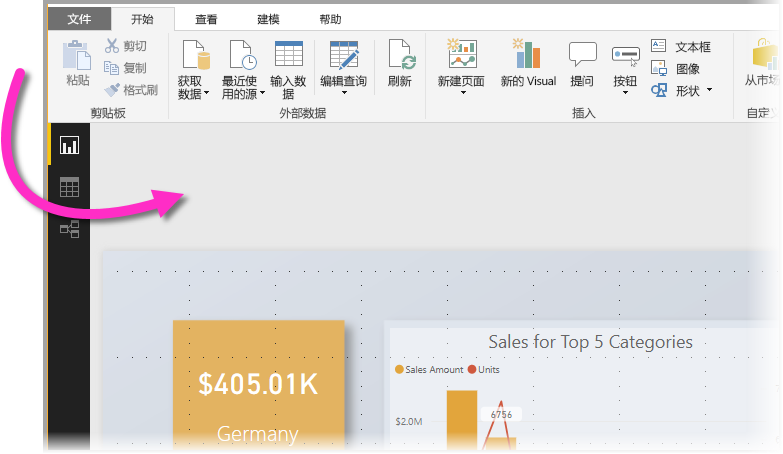 文件 开始 查看 建模 帮助
剪切
复制
格式刷
粘贴
获取
数据
最近使
用的源
输入数
据
编辑查询
刷新
新建页面
新的 Visual
提问
按钮
文本框
图像
形状
从市场
剪贴板 外部数据 插入 自定义
Sales for Top 5 Categories
Sales Amount Units
$405.01K
Germany
$2.0M
6756